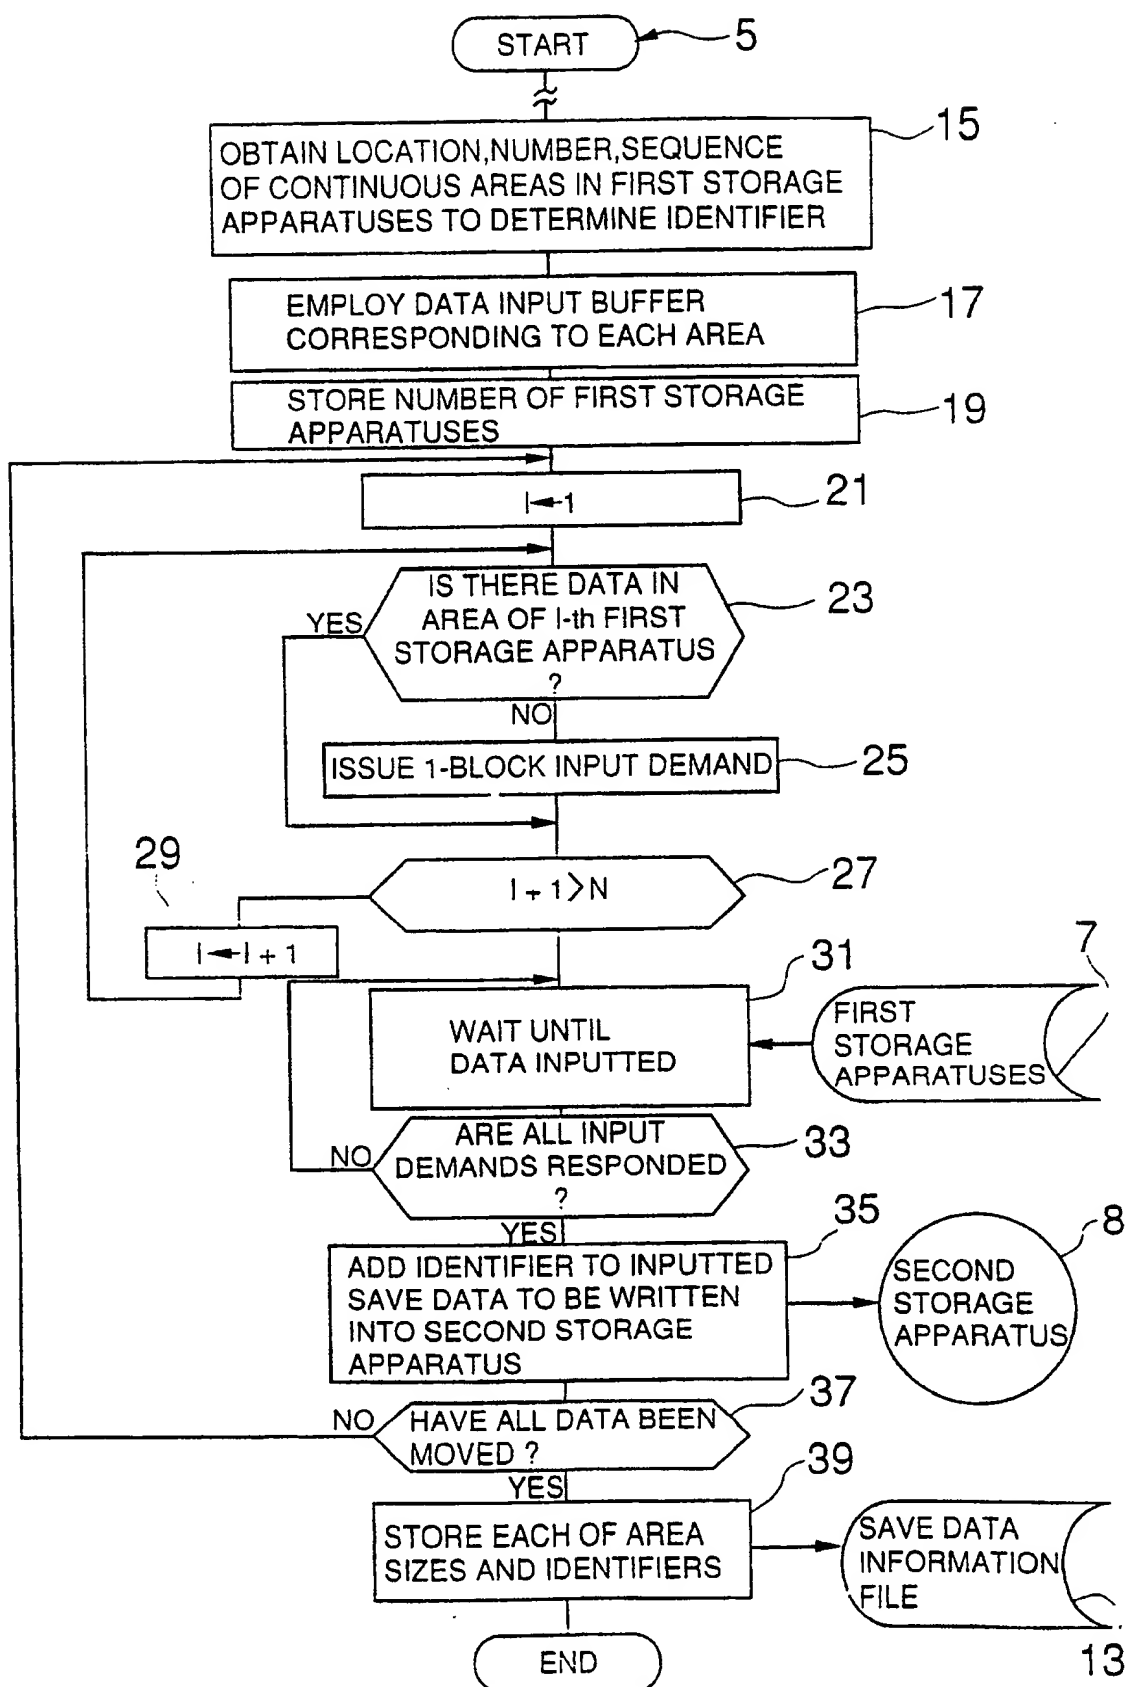 START
5
15
OBTAIN LOCATION,NUMBER,SEQUENCE
OF CONTINUOUS AREAS IN FIRST STORAGE
APPARATUSES TO DETERMINE IDENTIFIER
17
EMPLOY DATA INPUT BUFFER
CORRESPONDING TO EACH AREA
19
STORE NUMBER OF FIRST STORAGE
APPARATUSES
21
I←1
23
IS THERE DATA IN
AREA OF I-th FIRST
STORAGE APPARATUS
?
YES
NO
25
ISSUE 1-BLOCK INPUT DEMAND
27
I + 1>N
29
I←I + 1
31
WAIT UNTIL
DATA INPUTTED
7
FIRST
STORAGE
APPARATUSES
33
ARE ALL INPUT
DEMANDS RESPONDED
?
NO
YES
35
ADD IDENTIFIER TO INPUTTED
SAVE DATA TO BE WRITTEN
INTO SECOND STORAGE
APPARATUS
8
SECOND
STORAGE
APPARATUS
37
HAVE ALL DATA BEEN
MOVED ?
NO
YES
39
STORE EACH OF AREA
SIZES AND IDENTIFIERS
SAVE DATA
INFORMATION
FILE
13
END